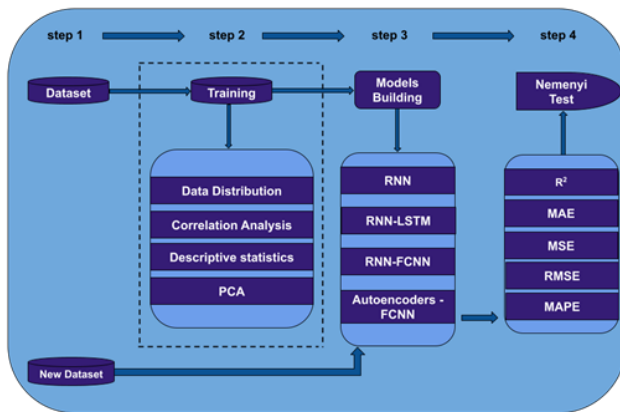 step 1
step 2
step 3
step 4
Dataset
Training
Models
Building
Nemenyi
Test
Data Distribution
Correlation Analysis
Descriptive statistics
PCA
RNN
RNN-LSTM
RNN-FCNN
Autoencoders -
FCNN
R²
MAE
MSE
RMSE
MAPE
New Dataset